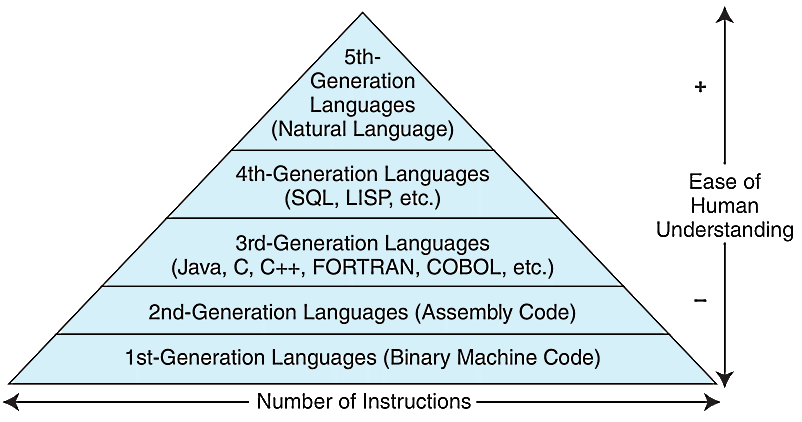 5th-
Generation
Languages
(Natural Language)
4th-Generation Languages
(SQL, LISP, etc.)
3rd-Generation Languages
(Java, C, C++, FORTRAN, COBOL, etc.)
2nd-Generation Languages (Assembly Code)
1st-Generation Languages (Binary Machine Code)
+
Ease of
Human
Understanding
–
Number of Instructions